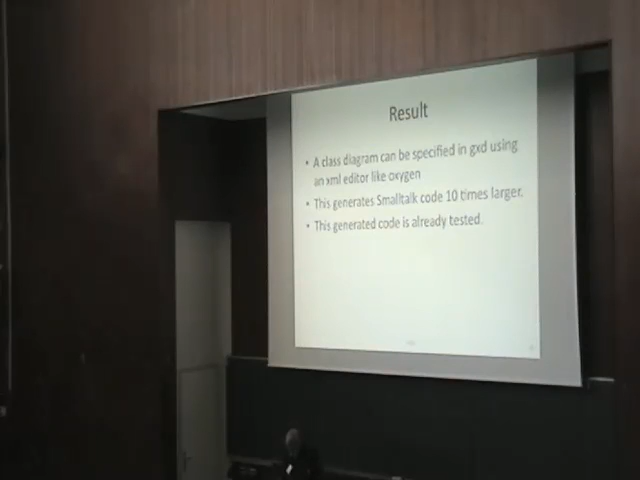 Result
• A class diagram can be specified in gxd using
an xml editor like oxygen
• This generates Smalltalk code 10 times larger.
• This generated code is already tested.